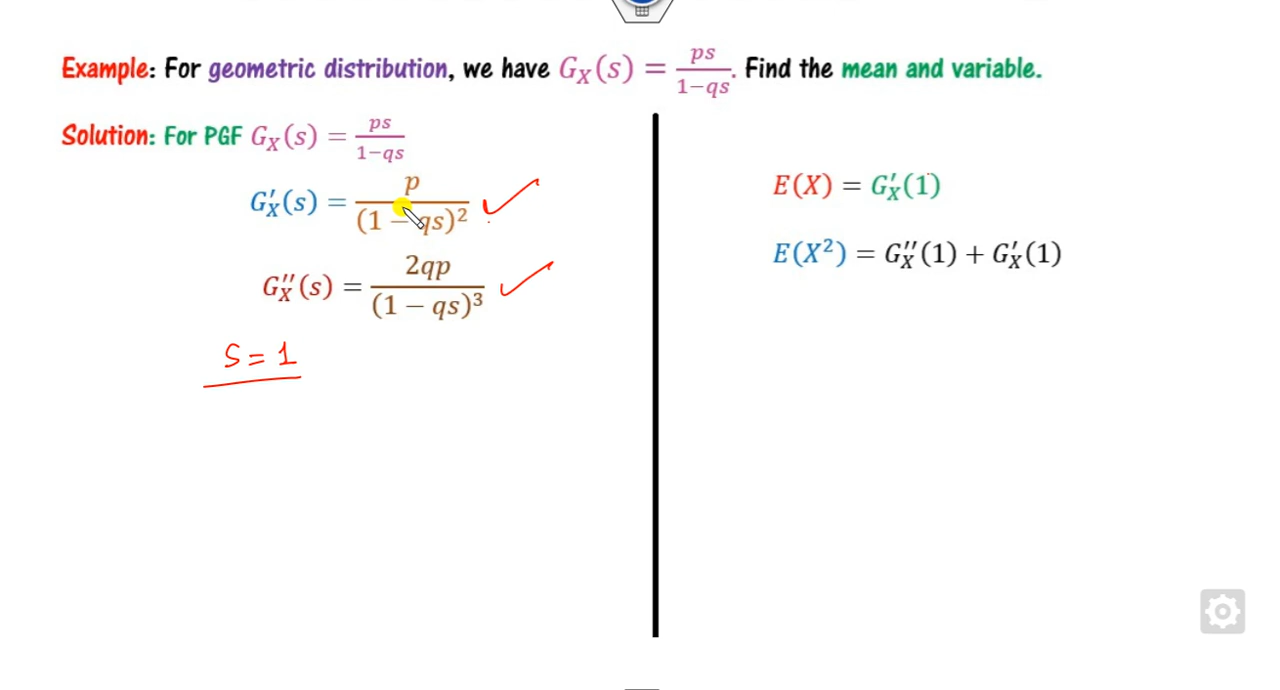 Example: For geometric distribution, we have G_X(s) = ps/(1−qs). Find the mean and variable.
Solution: For PGF G_X(s) = ps/(1−qs)
G′_X(s) = p/(1 − qs)²
G″_X(s) = 2qp/(1 − qs)³
S = 1
E(X) = G′_X(1)
E(X²) = G″_X(1) + G′_X(1)